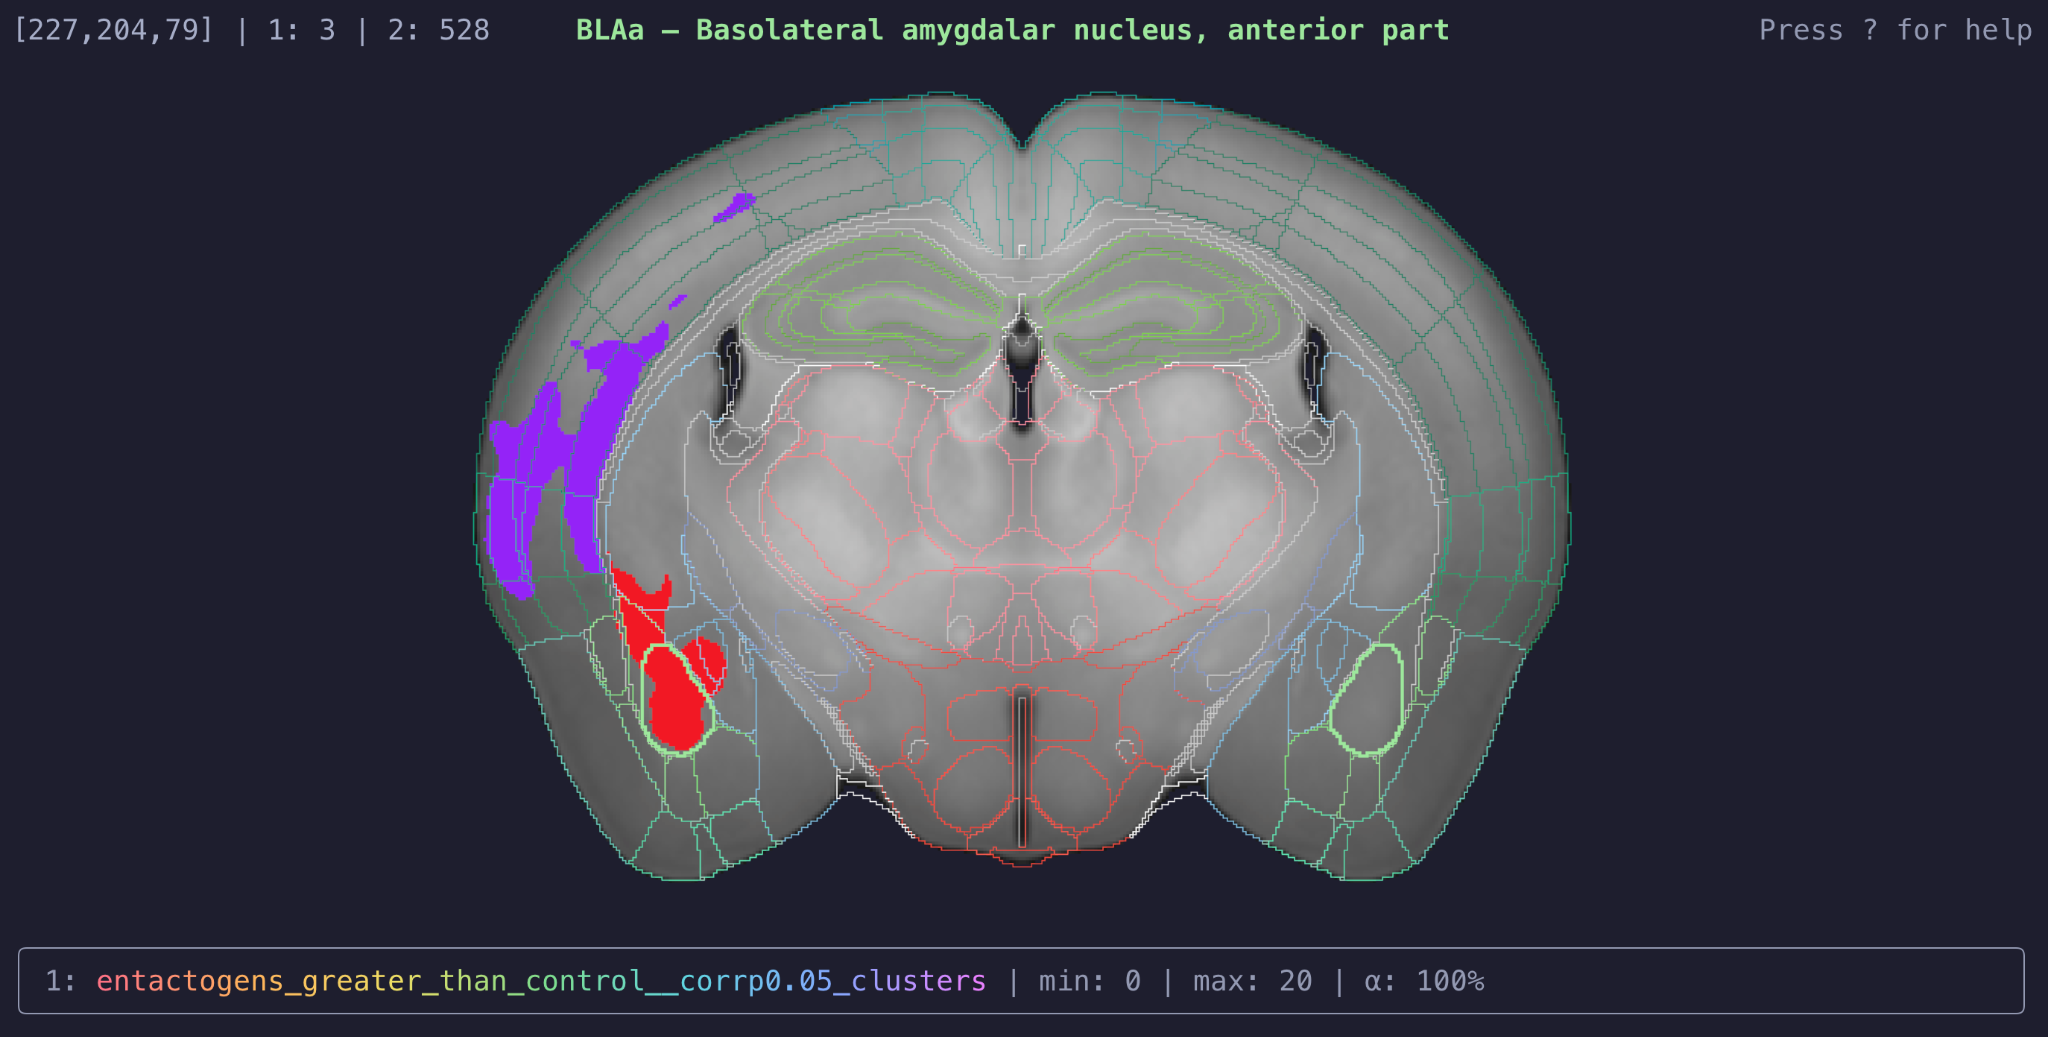 [227,204,79] | 1: 3 | 2: 528 BLAa — Basolateral amygdalar nucleus, anterior part Press ? for help
1: entactogens_greater_than_control__corrp0.05_clusters | min: 0 | max: 20 | α: 100%